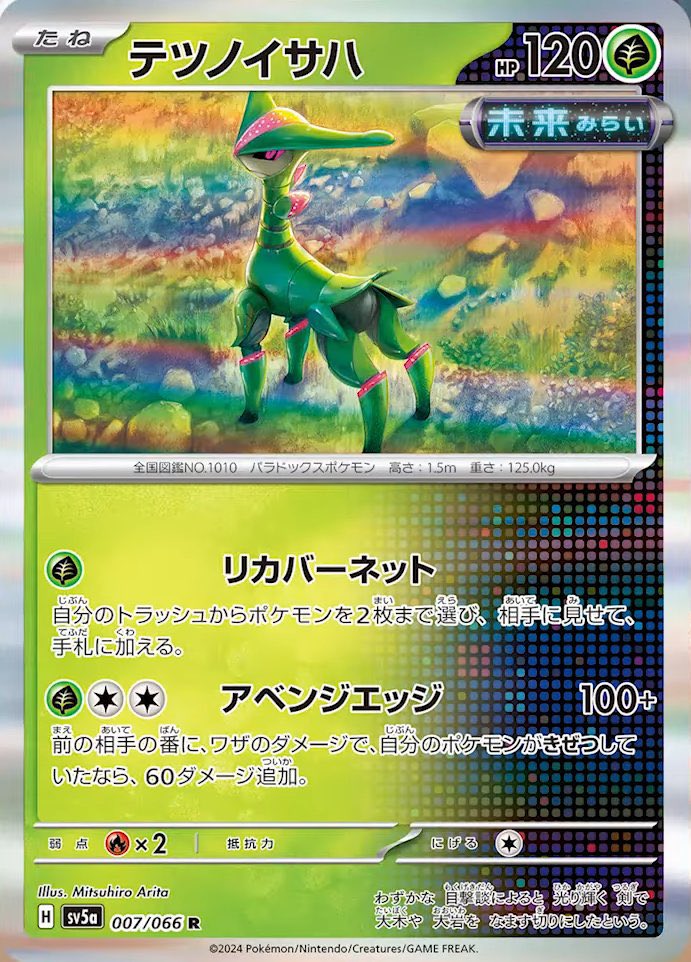 たね
テツノイサハ
HP 120
未来 みらい
全国図鑑NO.1010 パラドックスポケモン 高さ：1.5m 重さ：125.0kg
リカバーネット
自分のトラッシュからポケモンを2枚まで選び、相手に見せて、
手札に加える。
アベンジエッジ 100+
前の相手の番に、ワザのダメージで、自分のポケモンがきぜつして
いたなら、60ダメージ追加。
弱点 ×2 抵抗力 にげる
Illus. Mitsuhiro Arita
H sv5a 007/066 R
わずかな 目撃談によると 光り輝く 剣で
大木や 大岩を なます切りにしたという。
©2024 Pokémon/Nintendo/Creatures/GAME FREAK.